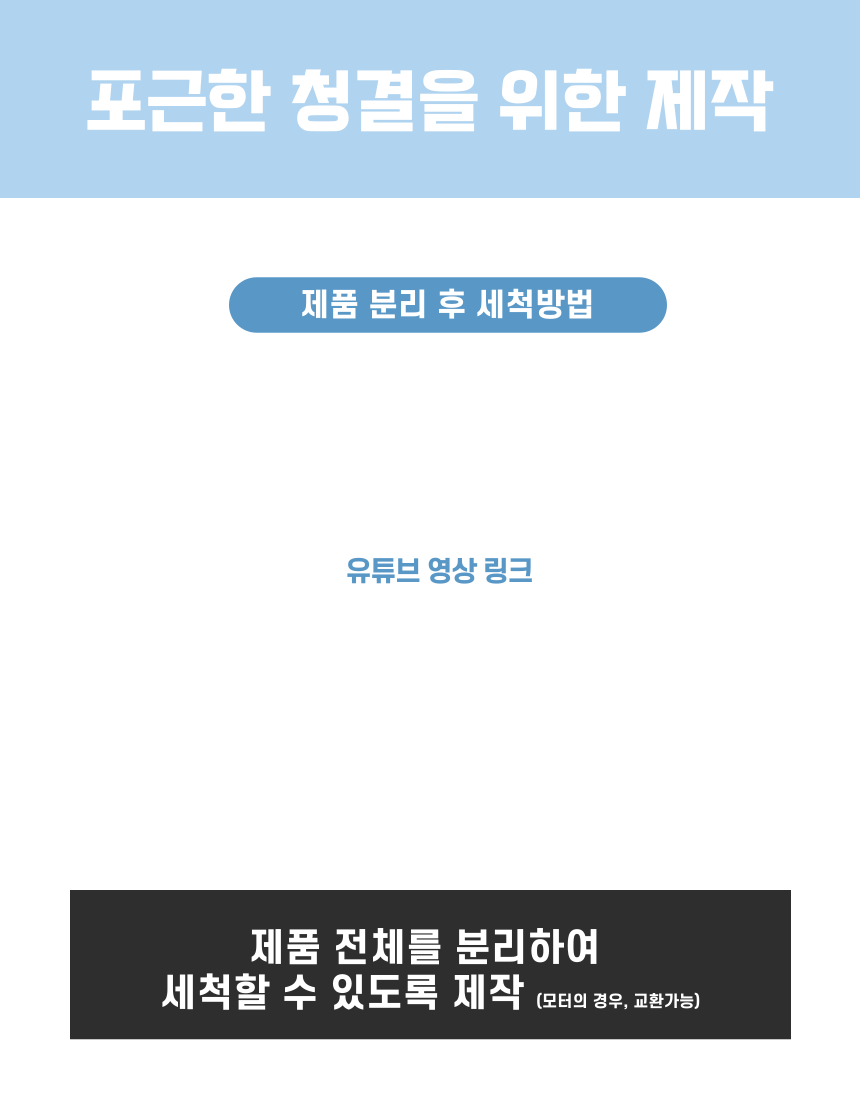 포근한 청결을 위한 제작
제품 분리 후 세척방법
유튜브 영상 링크
제품 전체를 분리하여
세척할 수 있도록 제작 (모터의 경우, 교환가능)